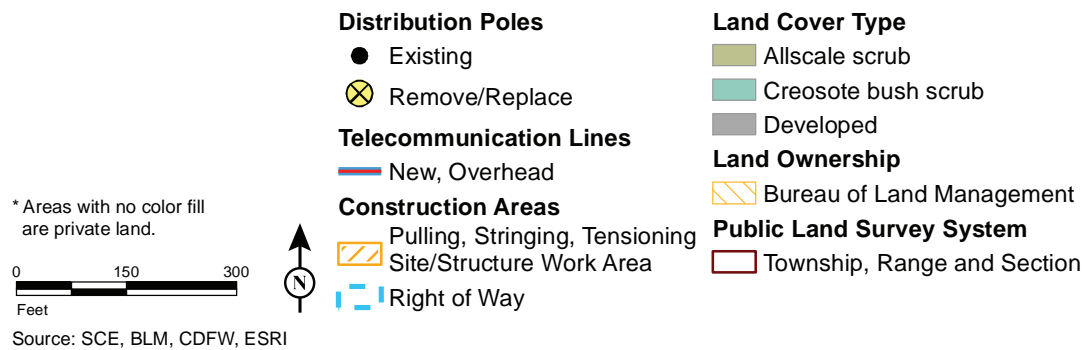 Distribution Poles
Existing
Remove/Replace
Telecommunication Lines
New, Overhead
Construction Areas
Pulling, Stringing, Tensioning
Site/Structure Work Area
Right of Way
Land Cover Type
Allscale scrub
Creosote bush scrub
Developed
Land Ownership
Bureau of Land Management
Public Land Survey System
Township, Range and Section
* Areas with no color fill
are private land.
0 150 300
Feet
N
Source: SCE, BLM, CDFW, ESRI